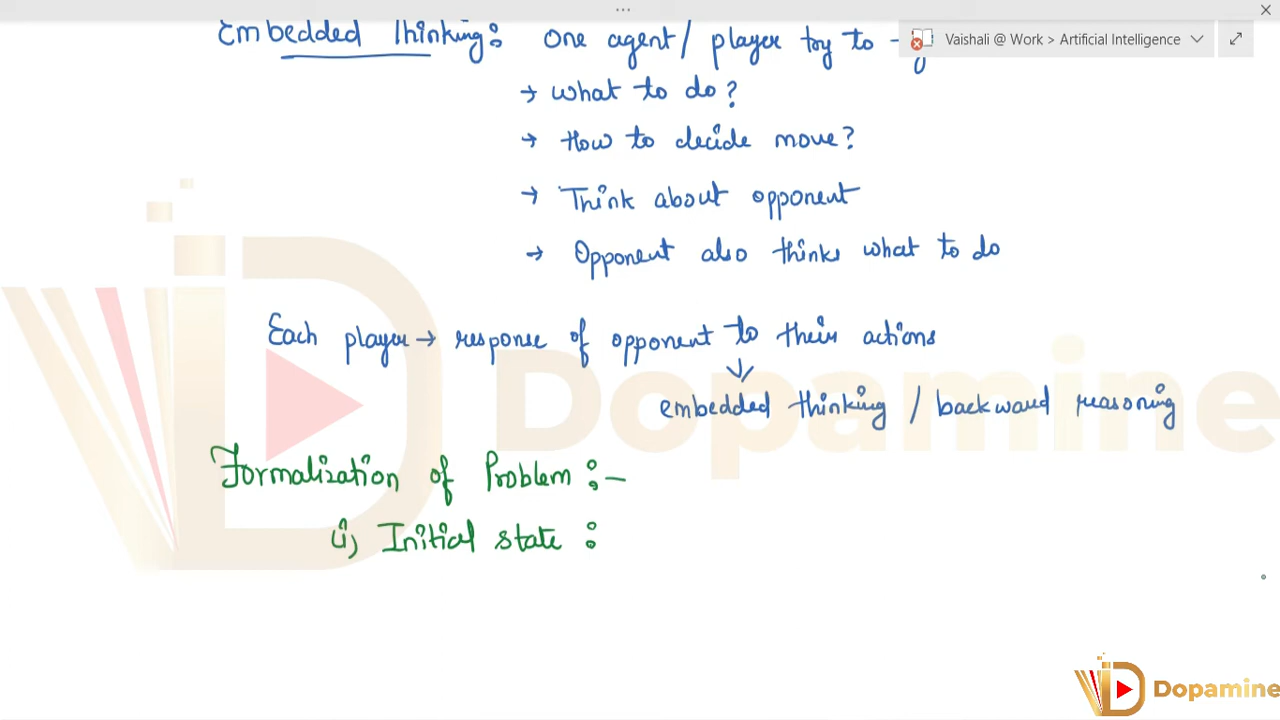 ...
Vaishali @ Work > Artificial Intelligence
Embedded Thinking: One agent/ player try to
→ What to do?
→ How to decide move?
→ Think about opponent
→ Opponent also thinks what to do
Each player → response of opponent to their actions
↓
embedded thinking / backward reasoning
Formalization of Problem :-
(i) Initial state :
Dopamine
Dopamine